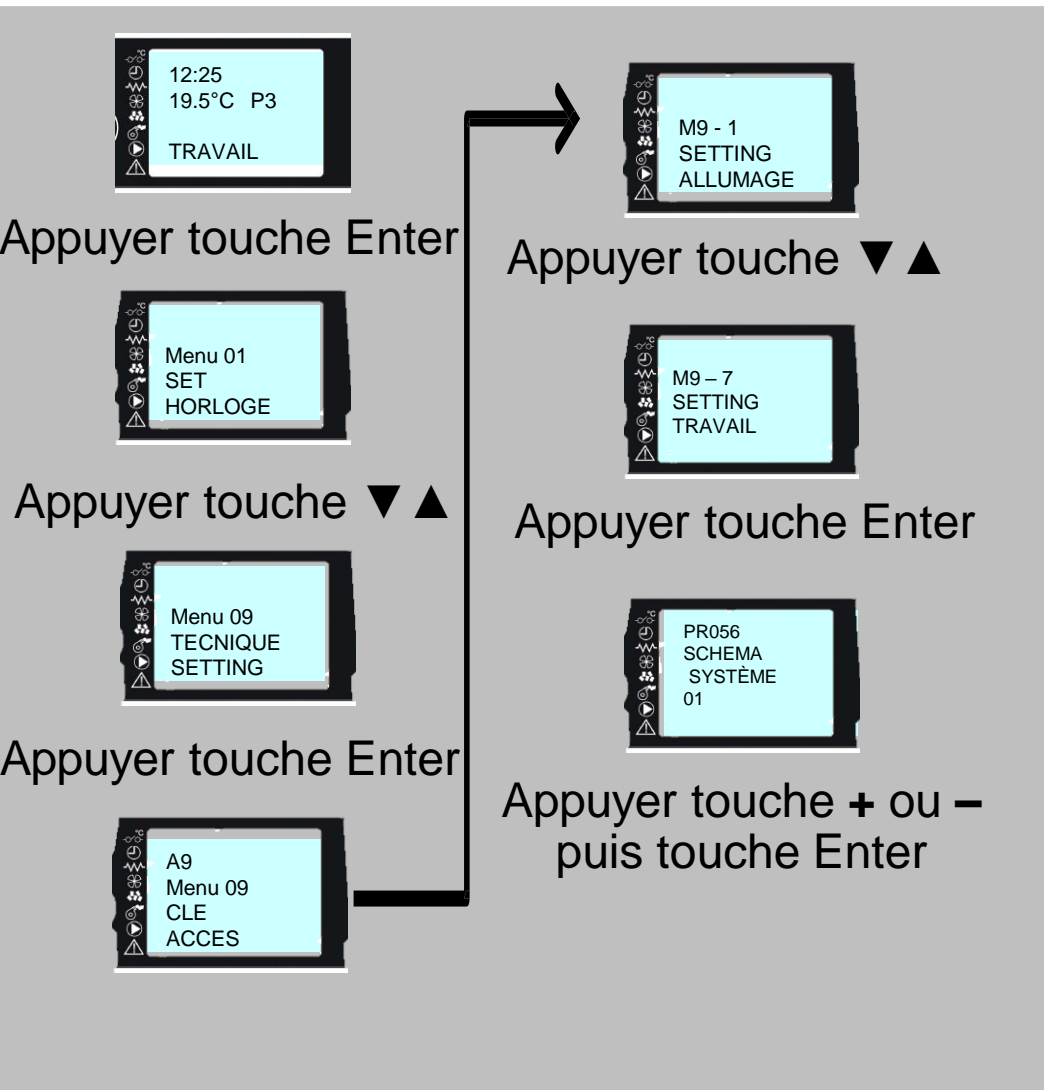 12:25
19.5°C P3
TRAVAIL
Appuyer touche Enter
Menu 01
SET
HORLOGE
Appuyer touche ▼▲
Menu 09
TECNIQUE
SETTING
Appuyer touche Enter
A9
Menu 09
CLE
ACCES
M9 - 1
SETTING
ALLUMAGE
Appuyer touche ▼▲
M9 – 7
SETTING
TRAVAIL
Appuyer touche Enter
PR056
SCHEMA
SYSTÈME
01
Appuyer touche + ou –
puis touche Enter